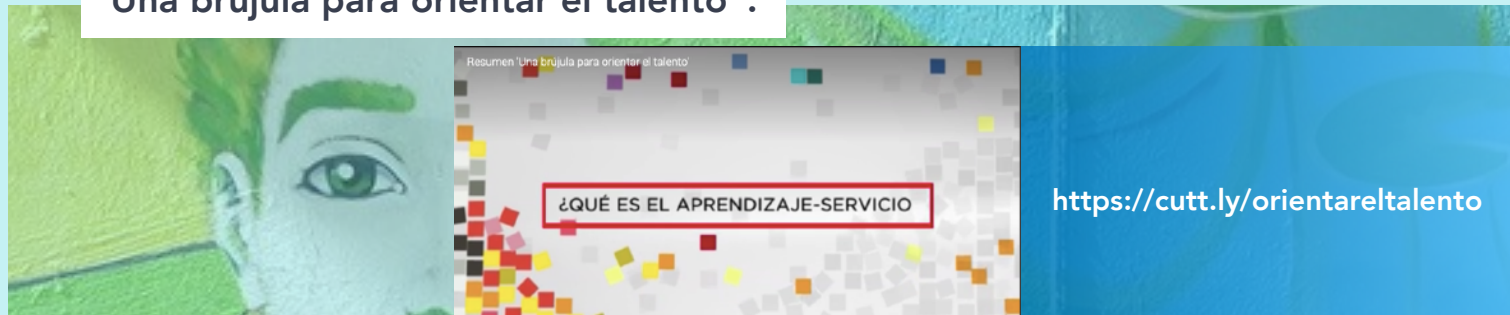 "Una brújula para orientar el talento".
Resumen 'Una brújula para orientar el talento'
¿QUÉ ES EL APRENDIZAJE-SERVICIO
https://cutt.ly/orientareltalento